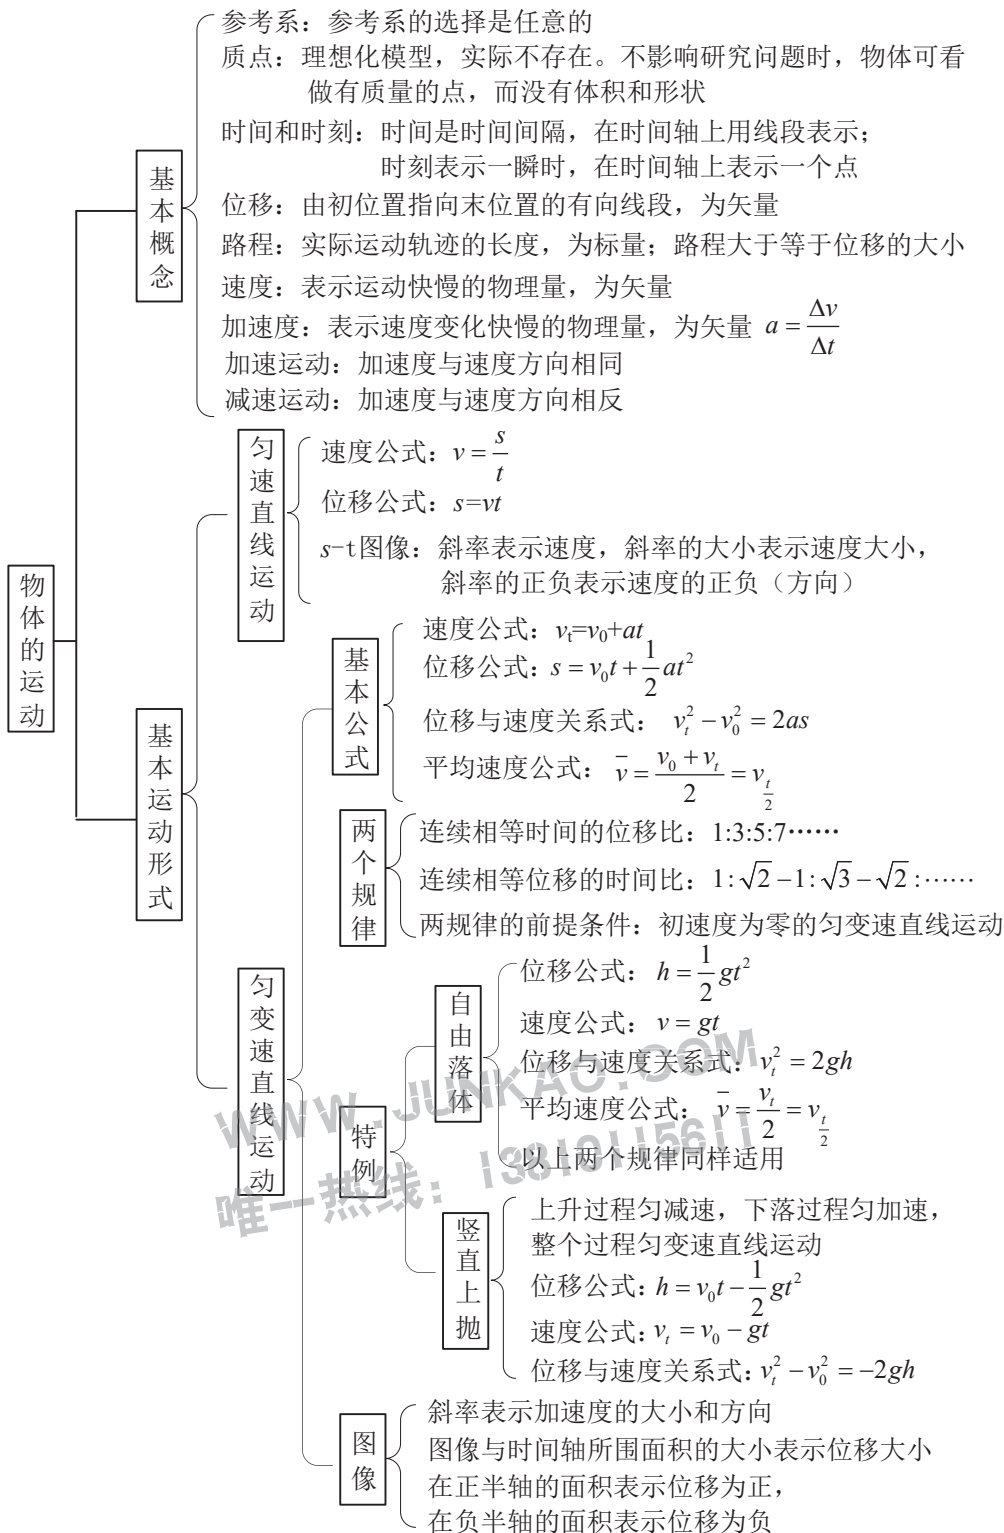 物体的运动
基本概念
参考系：参考系的选择是任意的
质点：理想化模型，实际不存在。不影响研究问题时，物体可看
做有质量的点，而没有体积和形状
时间和时刻：时间是时间间隔，在时间轴上用线段表示；
时刻表示一瞬时，在时间轴上表示一个点
位移：由初位置指向末位置的有向线段，为矢量
路程：实际运动轨迹的长度，为标量；路程大于等于位移的大小
速度：表示运动快慢的物理量，为矢量
加速度：表示速度变化快慢的物理量，为矢量 a = Δv/Δt
加速运动：加速度与速度方向相同
减速运动：加速度与速度方向相反
基本运动形式
匀速直线运动
速度公式：v = s/t
位移公式：s=vt
s-t图像：斜率表示速度，斜率的大小表示速度大小，
斜率的正负表示速度的正负（方向）
匀变速直线运动
基本公式
速度公式：vₜ=v₀+at
位移公式：s = v₀t + 1/2 at²
位移与速度关系式： vₜ² − v₀² = 2as
平均速度公式： v̄ = (v₀ + vₜ)/2 = v_{t/2}
两个规律
连续相等时间的位移比：1:3:5:7……
连续相等位移的时间比：1:√2−1:√3−√2:……
两规律的前提条件：初速度为零的匀变速直线运动
特例
自由落体
位移公式： h = 1/2 gt²
速度公式： v = gt
位移与速度关系式：vₜ² = 2gh
平均速度公式： v̄ = vₜ/2 = v_{t/2}
以上两个规律同样适用
竖直上抛
上升过程匀减速，下落过程匀加速，
整个过程匀变速直线运动
位移公式：h = v₀t − 1/2 gt²
速度公式：vₜ = v₀ − gt
位移与速度关系式：vₜ² − v₀² = −2gh
图像
斜率表示加速度的大小和方向
图像与时间轴所围面积的大小表示位移大小
在正半轴的面积表示位移为正，
在负半轴的面积表示位移为负
WWW.JUNKAO.COM
唯一热线：13810115611